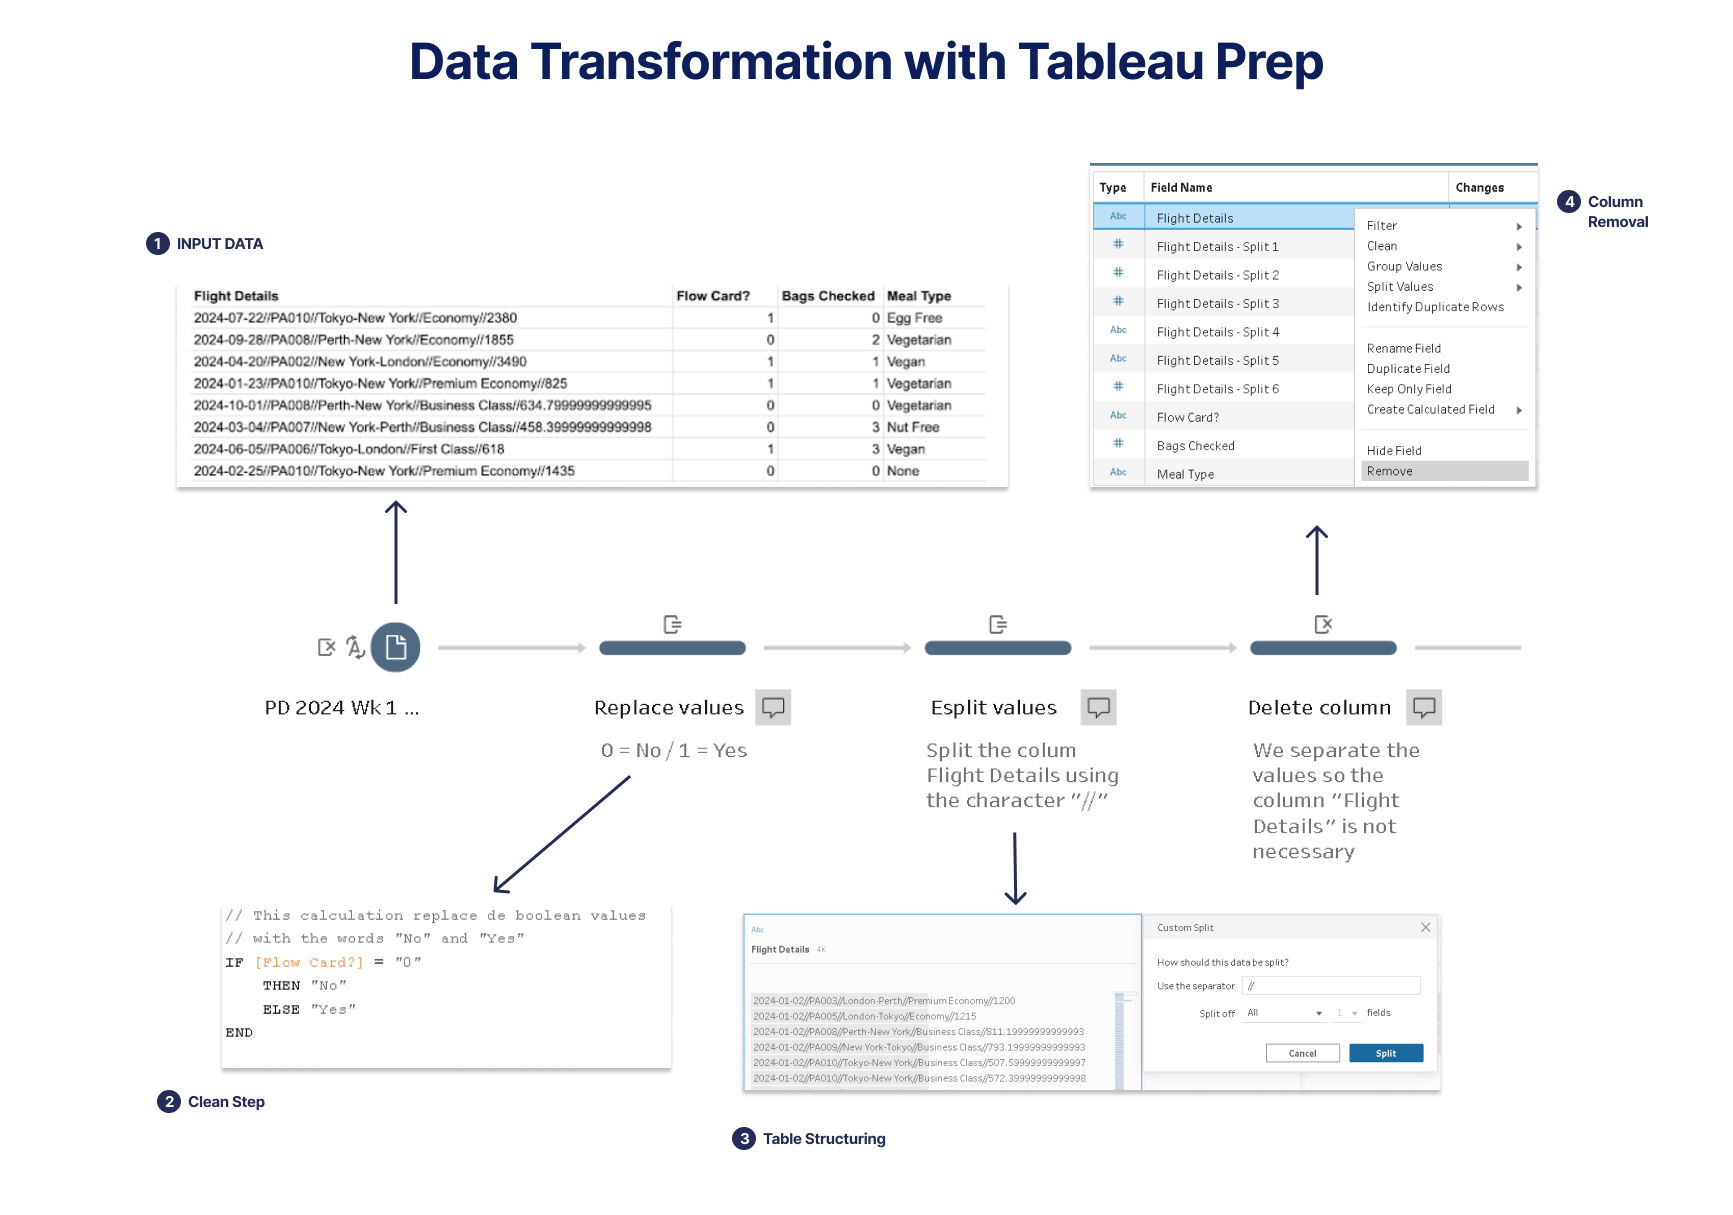 Data Transformation with Tableau Prep
1 INPUT DATA
Flight Details Flow Card? Bags Checked Meal Type
2024-07-22//PA010//Tokyo-New York//Economy//2380 1 0 Egg Free
2024-09-28//PA008//Perth-New York//Economy//1855 0 2 Vegetarian
2024-04-20//PA002//New York-London//Economy//3490 1 1 Vegan
2024-01-23//PA010//Tokyo-New York//Premium Economy//825 1 1 Vegetarian
2024-10-01//PA008//Perth-New York//Business Class//634.79999999999995 0 0 Vegetarian
2024-03-04//PA007//New York-Perth//Business Class//458.39999999999998 0 3 Nut Free
2024-06-05//PA006//Tokyo-London//First Class//618 1 3 Vegan
2024-02-25//PA010//Tokyo-New York//Premium Economy//1435 0 0 None
Type Field Name Changes
Abc Flight Details
# Flight Details - Split 1
# Flight Details - Split 2
# Flight Details - Split 3
Abc Flight Details - Split 4
Abc Flight Details - Split 5
# Flight Details - Split 6
Abc Flow Card?
# Bags Checked
Abc Meal Type
Filter
Clean
Group Values
Split Values
Identify Duplicate Rows
Rename Field
Duplicate Field
Keep Only Field
Create Calculated Field
Hide Field
Remove
4 Column
Removal
PD 2024 Wk 1 ...
Replace values
0 = No / 1 = Yes
Esplit values
Split the colum
Flight Details using
the character "//"
Delete column
We separate the
values so the
column "Flight
Details" is not
necessary
// This calculation replace de boolean values
// with the words "No" and "Yes"
IF [Flow Card?] = "0"
THEN "No"
ELSE "Yes"
END
2 Clean Step
Abc
Flight Details 4K
2024-01-02//PA003//London-Perth//Premium Economy//1200
2024-01-02//PA005//London-Tokyo//Economy//1215
2024-01-02//PA008//Perth-New York//Business Class//811.19999999999993
2024-01-02//PA009//New York-Tokyo//Business Class//793.19999999999993
2024-01-02//PA010//Tokyo-New York//Business Class//507.59999999999997
2024-01-02//PA010//Tokyo-New York//Business Class//572.39999999999998
Custom Split
How should this data be split?
Use the separator //
Split off All 1 fields
Cancel Split
3 Table Structuring